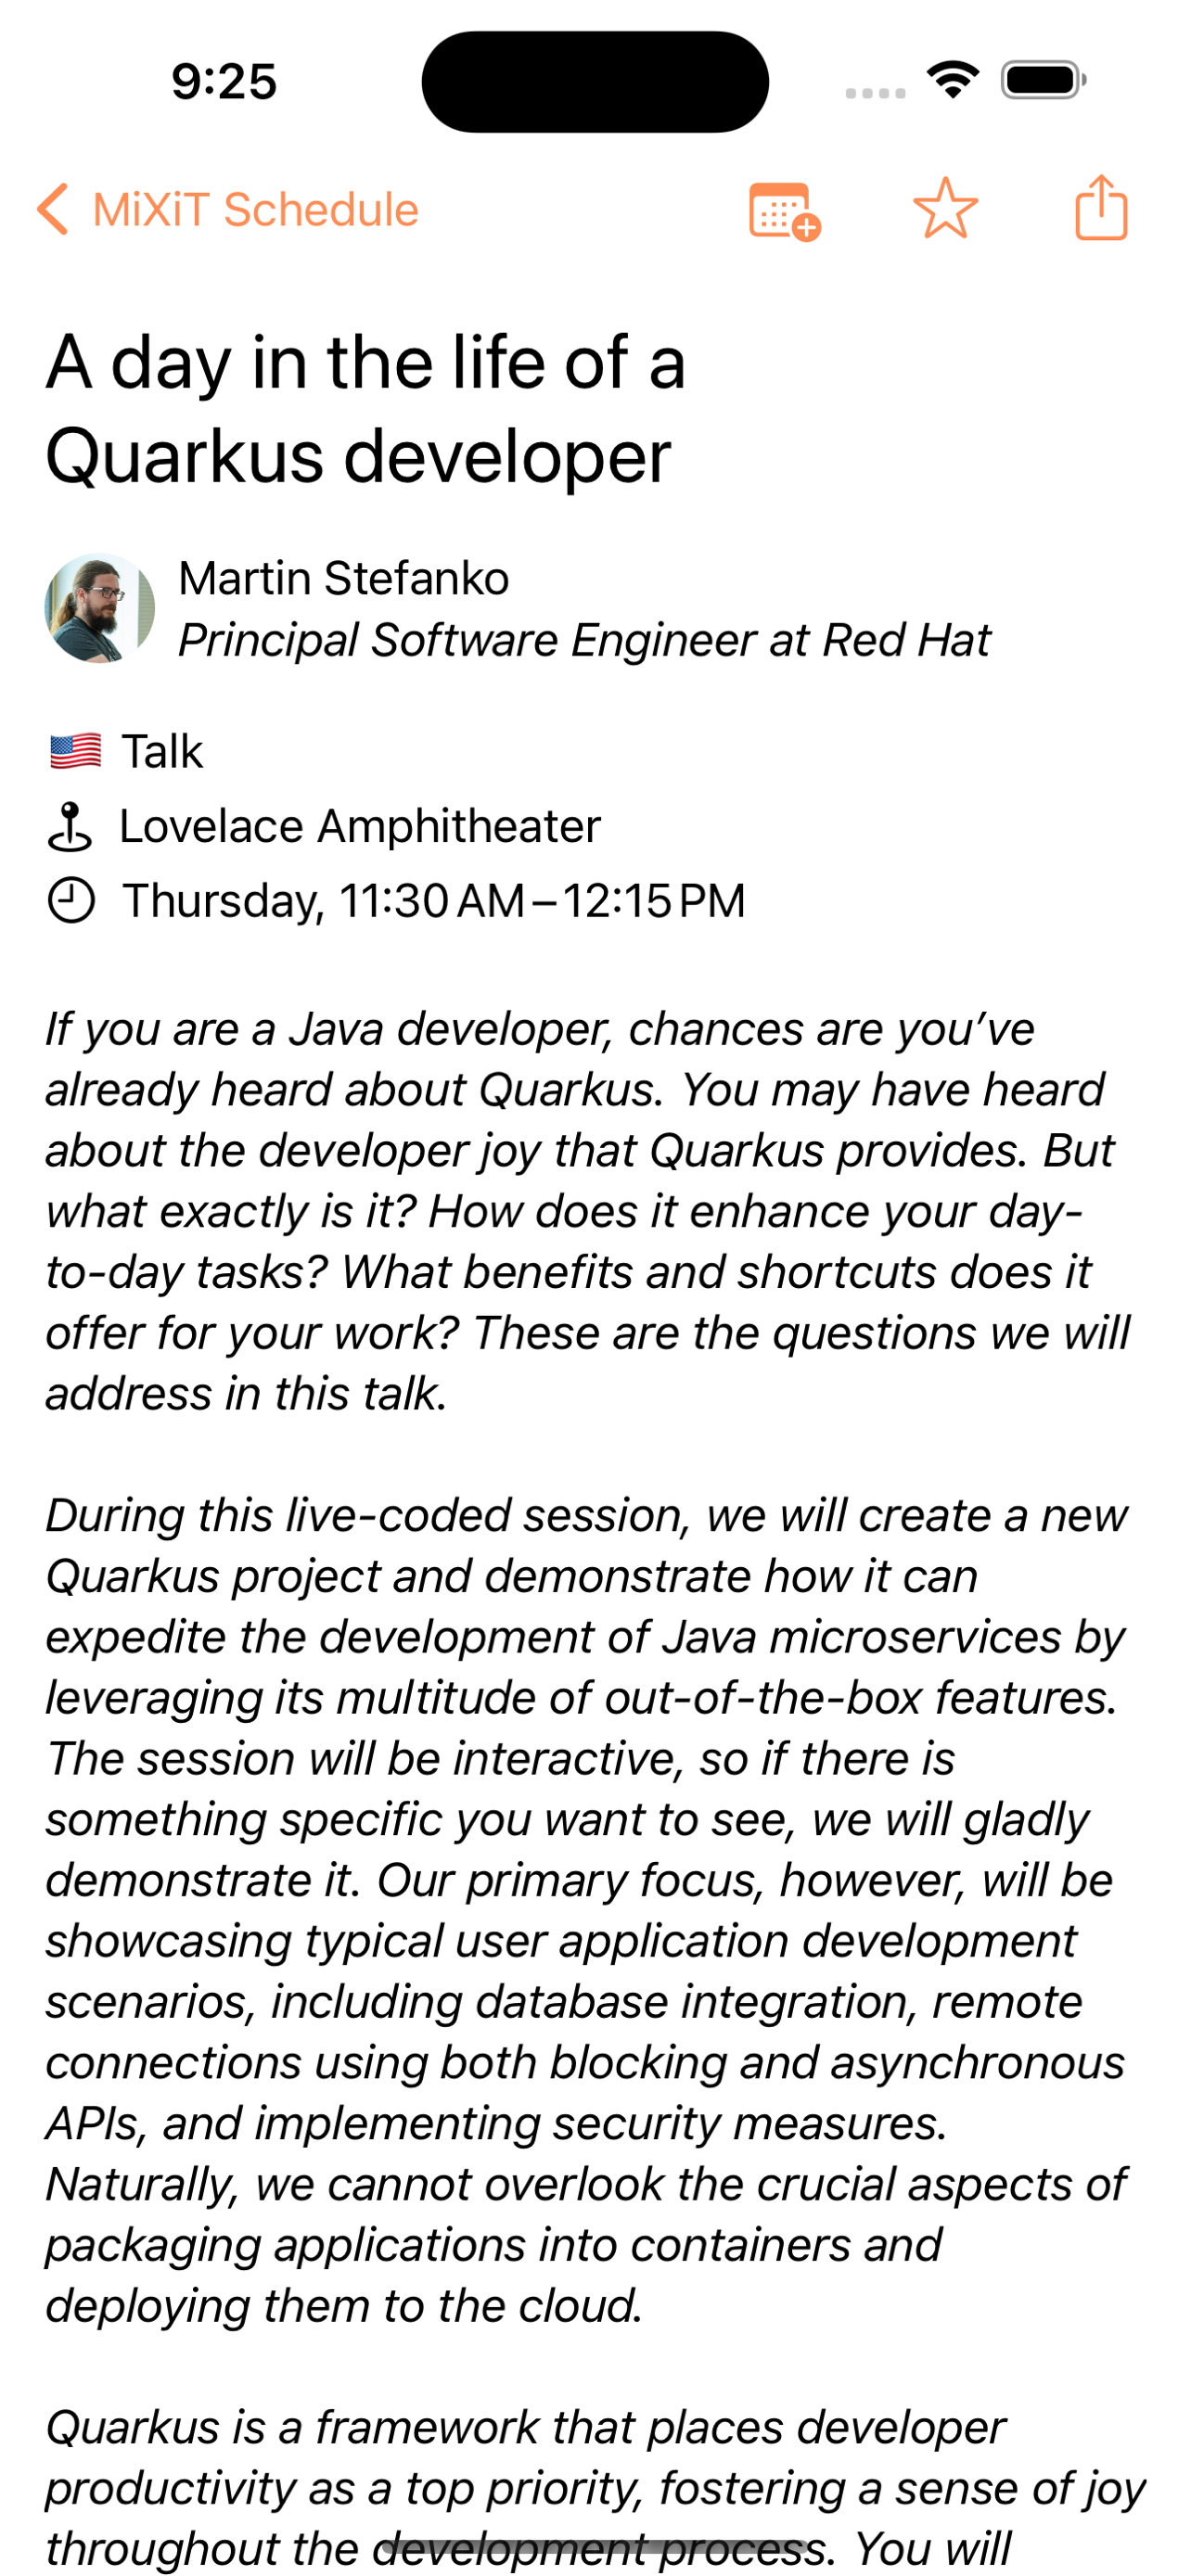 9:25
MiXiT Schedule
A day in the life of a
Quarkus developer
Martin Stefanko
Principal Software Engineer at Red Hat
🇺🇸 Talk
Lovelace Amphitheater
Thursday, 11:30 AM – 12:15 PM
If you are a Java developer, chances are you’ve
already heard about Quarkus. You may have heard
about the developer joy that Quarkus provides. But
what exactly is it? How does it enhance your day-
to-day tasks? What benefits and shortcuts does it
offer for your work? These are the questions we will
address in this talk.
During this live-coded session, we will create a new
Quarkus project and demonstrate how it can
expedite the development of Java microservices by
leveraging its multitude of out-of-the-box features.
The session will be interactive, so if there is
something specific you want to see, we will gladly
demonstrate it. Our primary focus, however, will be
showcasing typical user application development
scenarios, including database integration, remote
connections using both blocking and asynchronous
APIs, and implementing security measures.
Naturally, we cannot overlook the crucial aspects of
packaging applications into containers and
deploying them to the cloud.
Quarkus is a framework that places developer
productivity as a top priority, fostering a sense of joy
throughout the development process. You will